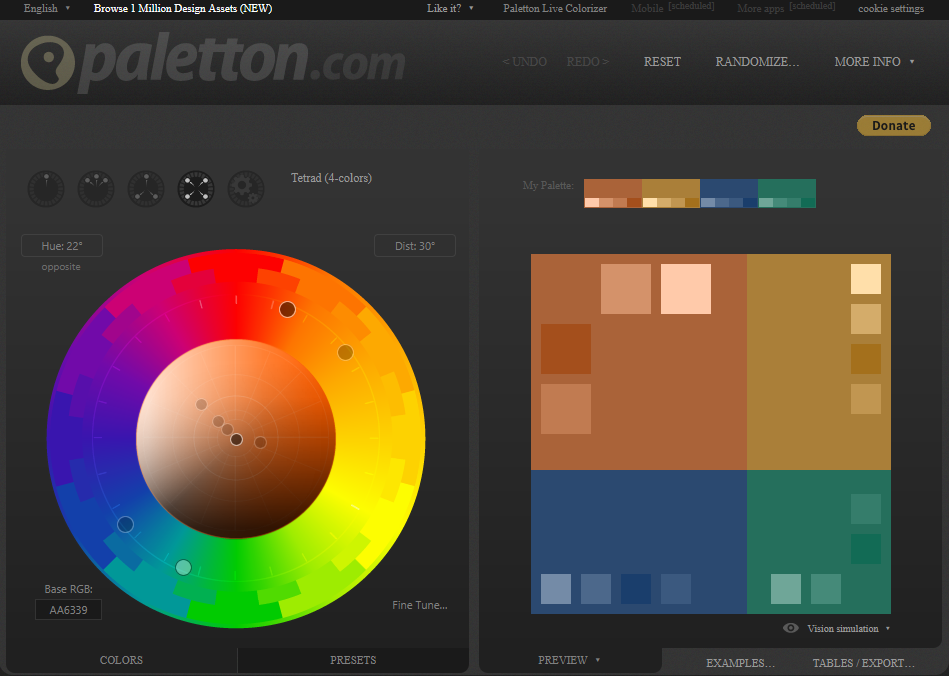 English ▾ Browse 1 Million Design Assets (NEW) Like it? ▾ Paletton Live Colorizer Mobile [scheduled] More apps [scheduled] cookie settings
paletton.com
< UNDO REDO > RESET RANDOMIZE... MORE INFO ▾
Donate
Tetrad (4-colors)
My Palette:
Hue: 22°
Dist: 30°
opposite
Base RGB:
AA6339
Fine Tune...
Vision simulation ▾
COLORS PRESETS
PREVIEW ▾ EXAMPLES... TABLES / EXPORT...